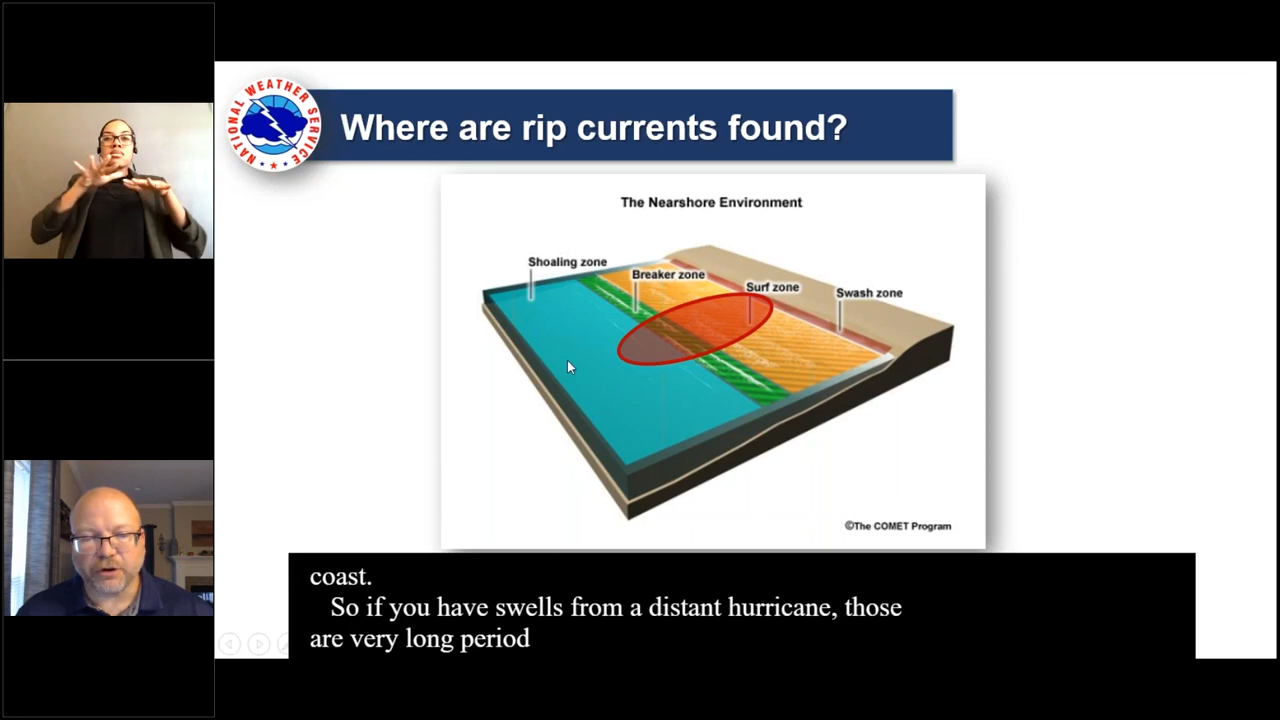 NATIONAL WEATHER SERVICE
Where are rip currents found?
The Nearshore Environment
Shoaling zone
Breaker zone
Surf zone
Swash zone
©The COMET Program
coast.
So if you have swells from a distant hurricane, those
are very long period